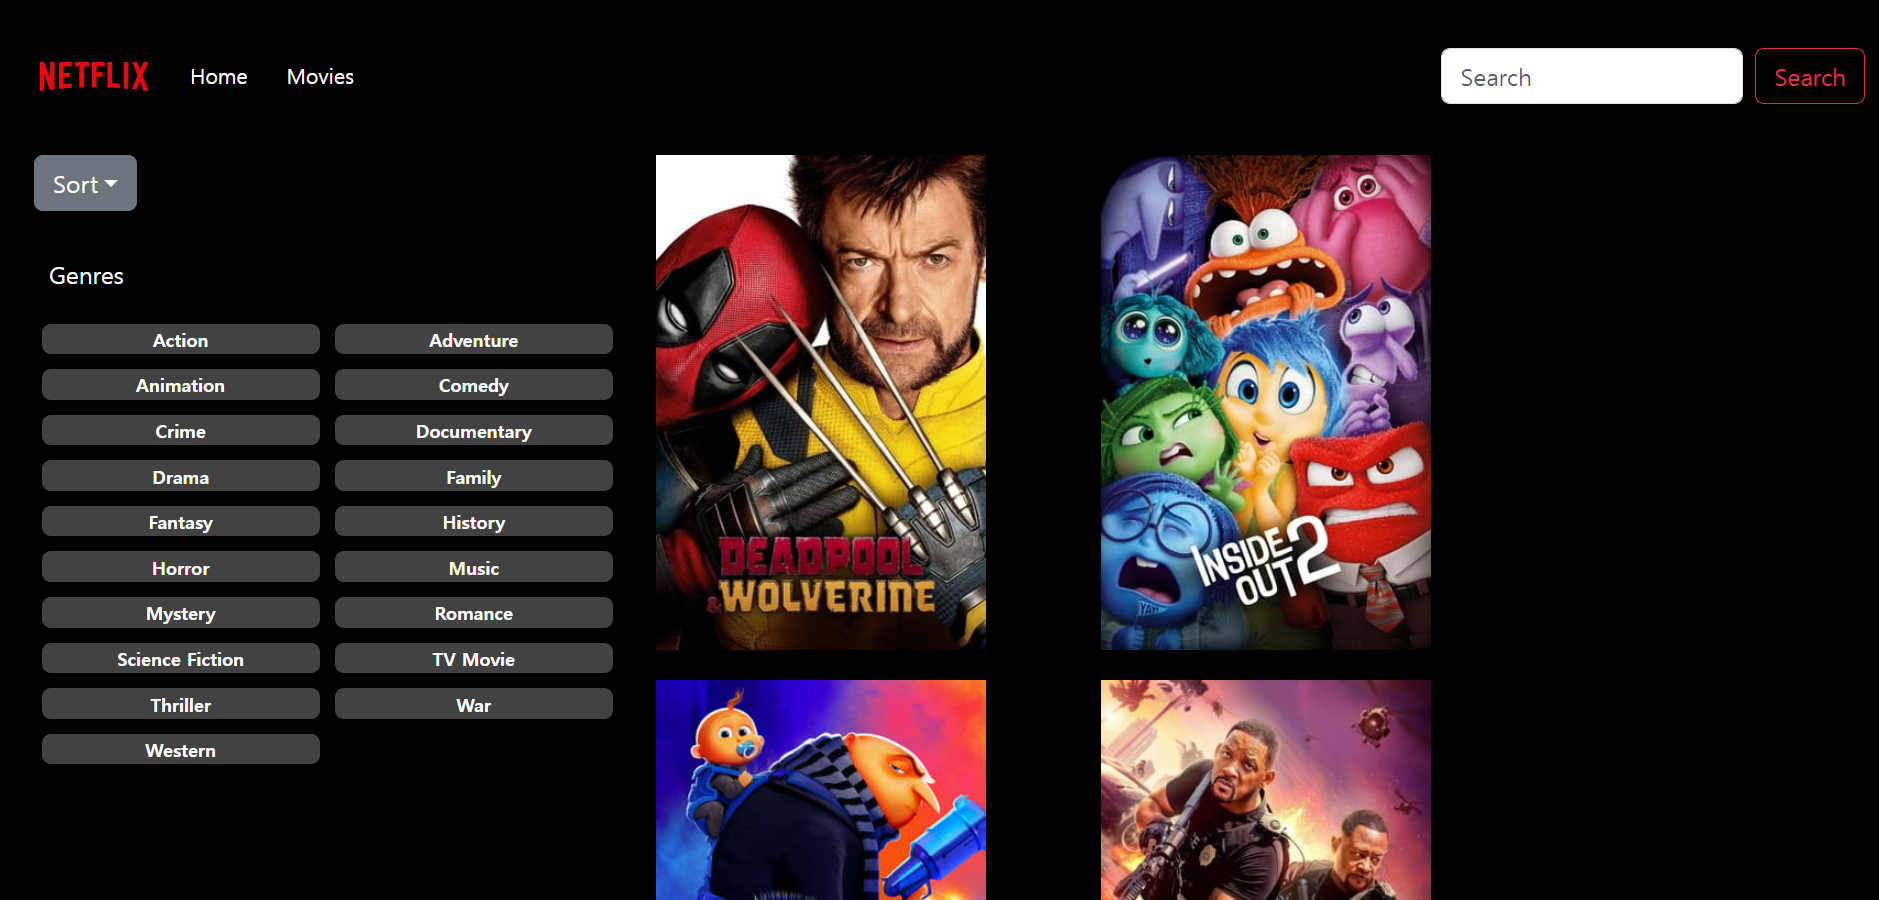 NETFLIX Home Movies Search Search
Sort
Genres
Action Adventure
Animation Comedy
Crime Documentary
Drama Family
Fantasy History
Horror Music
Mystery Romance
Science Fiction TV Movie
Thriller War
Western
DEADPOOL
& WOLVERINE
INSIDE
OUT 2